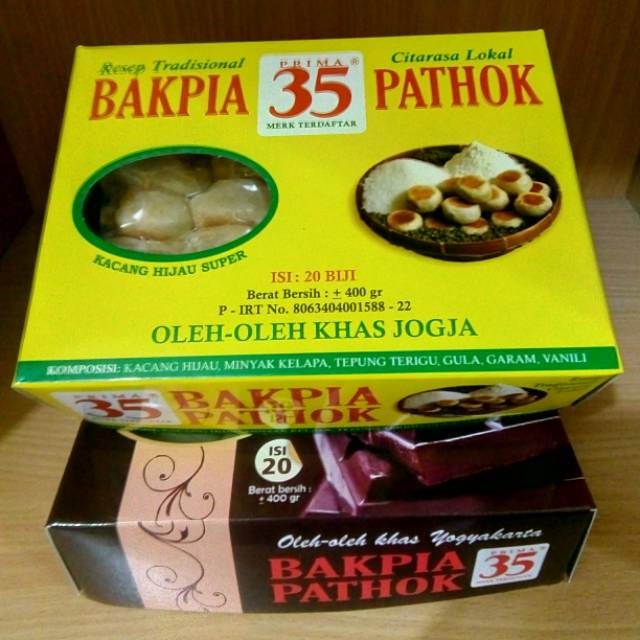 Resep Tradisional
BAKPIA
PRIMA®
35
MERK TERDAFTAR
Citarasa Lokal
PATHOK
KACANG HIJAU SUPER
ISI : 20 BIJI
Berat Bersih : ± 400 gr
P - IRT No. 8063404001588 - 22
OLEH-OLEH KHAS JOGJA
KOMPOSISI: KACANG HIJAU, MINYAK KELAPA, TEPUNG TERIGU, GULA, GARAM, VANILI
PRIMA
35
BAKPIA
PATHOK
ISI
20
Berat bersih :
± 400 gr
Oleh-oleh khas Yogyakarta
BAKPIA
PATHOK
PRIMA®
35